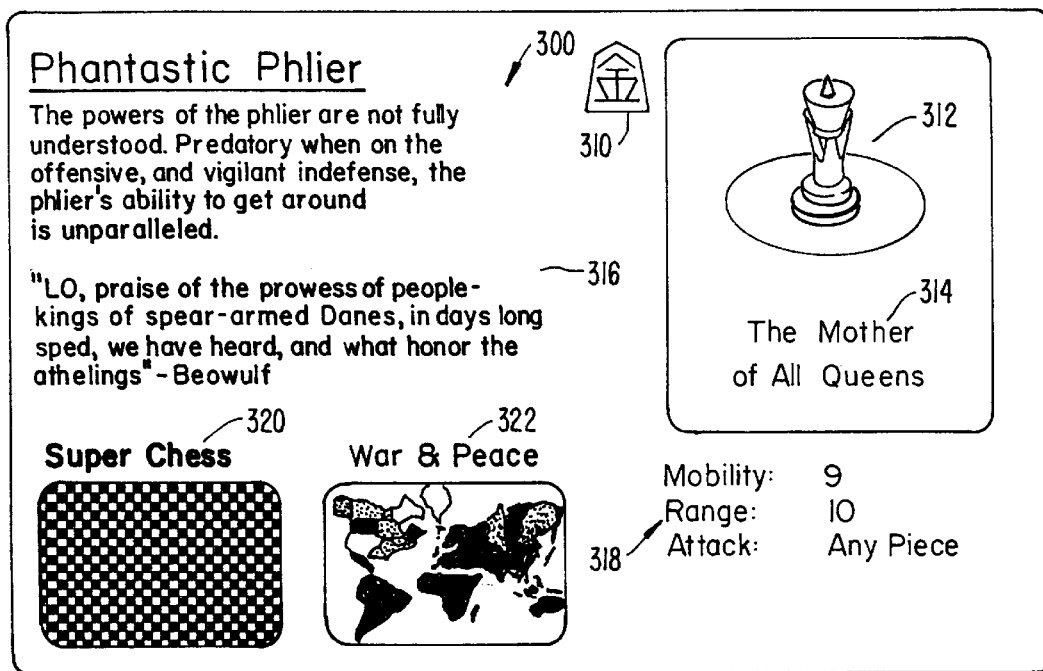 Phantastic Phlier
The powers of the phlier are not fully
understood. Predatory when on the
offensive, and vigilant indefense, the
phlier's ability to get around
is unparalleled.
"LO, praise of the prowess of people-
kings of spear-armed Danes, in days long
sped, we have heard, and what honor the
athelings"-Beowulf
300
310
312
316
314
The Mother
of All Queens
320
Super Chess
322
War & Peace
Mobility: 9
Range: 10
Attack: Any Piece
318